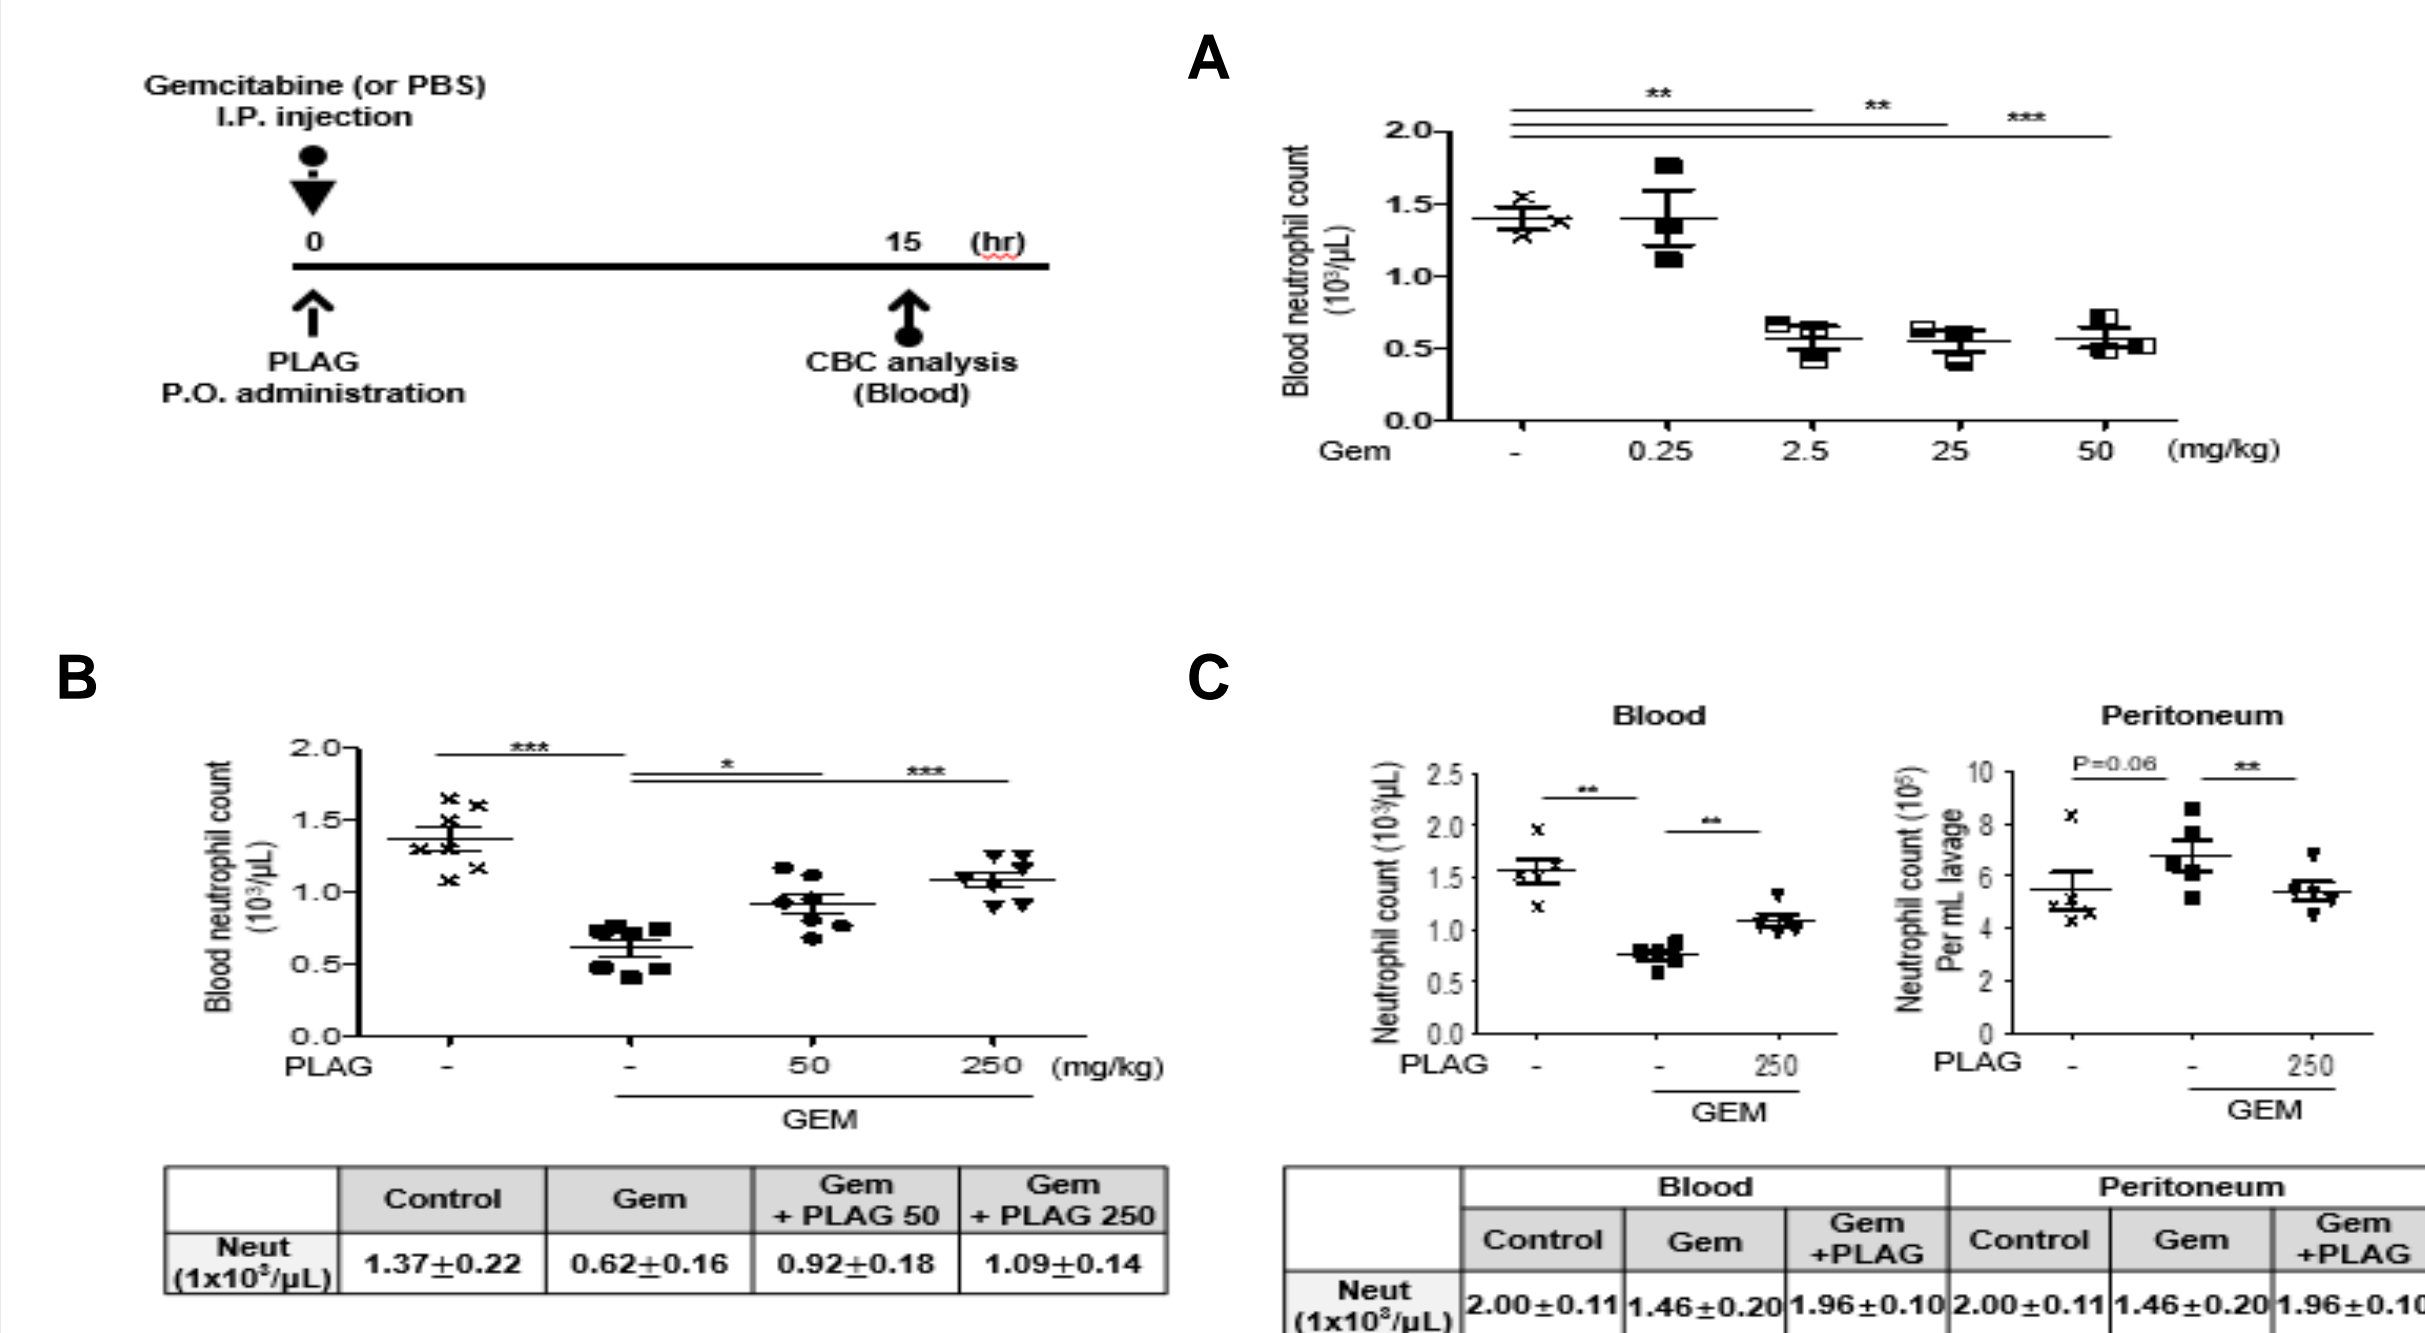 Gemcitabine (or PBS)
I.P. injection
0
15
(hr)
PLAG
P.O. administration
CBC analysis
(Blood)
A
**
**
***
Blood neutrophil count
(10³/µL)
2.0
1.5
1.0
0.5
0.0
Gem - 0.25 2.5 25 50 (mg/kg)
B
***
*
***
Blood neutrophil count
(10³/µL)
2.0
1.5
1.0
0.5
0.0
PLAG - - 50 250 (mg/kg)
GEM
Control Gem Gem + PLAG 50 Gem + PLAG 250
Neut (1x10³/µL) 1.37±0.22 0.62±0.16 0.92±0.18 1.09±0.14
C
Blood
**
**
Neutrophil count (10³/µL)
2.5
2.0
1.5
1.0
0.5
0.0
PLAG - - 250
GEM
Peritoneum
P=0.06
**
Neutrophil count (10⁵)
Per mL lavage
10
8
6
4
2
0
PLAG - - 250
GEM
Blood Peritoneum
Control Gem Gem +PLAG Control Gem Gem +PLAG
Neut (1x10³/µL) 2.00±0.11 1.46±0.20 1.96±0.10 2.00±0.11 1.46±0.20 1.96±0.10